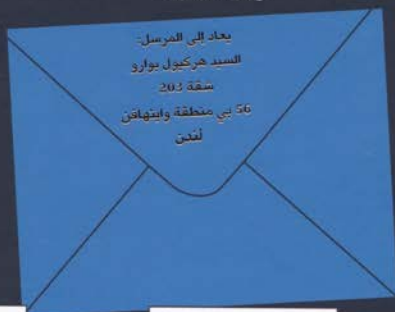 يعاد إلى المرسل:
السيد هركيول بوارو
شقة 203
56 بي منطقة وايتهافن
لندن